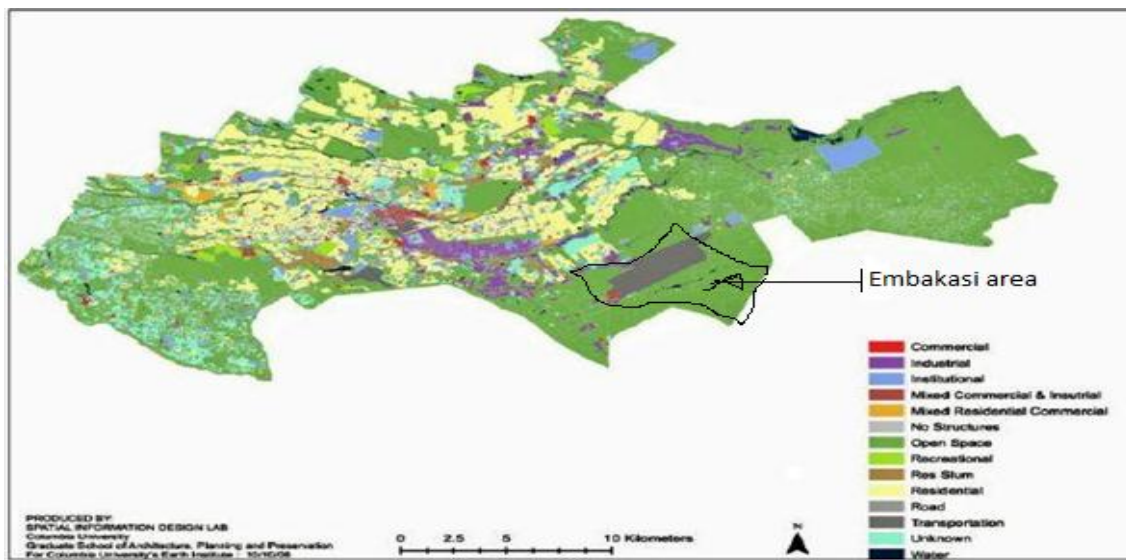 Embakasi area
Commercial
Industrial
Institutional
Mixed Commercial & Insutrial
Mixed Residential Commercial
No Structures
Open Space
Recreational
Res Slum
Residential
Road
Transportation
Unknown
Water
PRODUCED BY:
SPATIAL INFORMATION DESIGN LAB
Columbia University
Graduate School of Architecture, Planning and Preservation
For Columbia University's Earth Institute
0 2.5 5 10 Kilometers
N